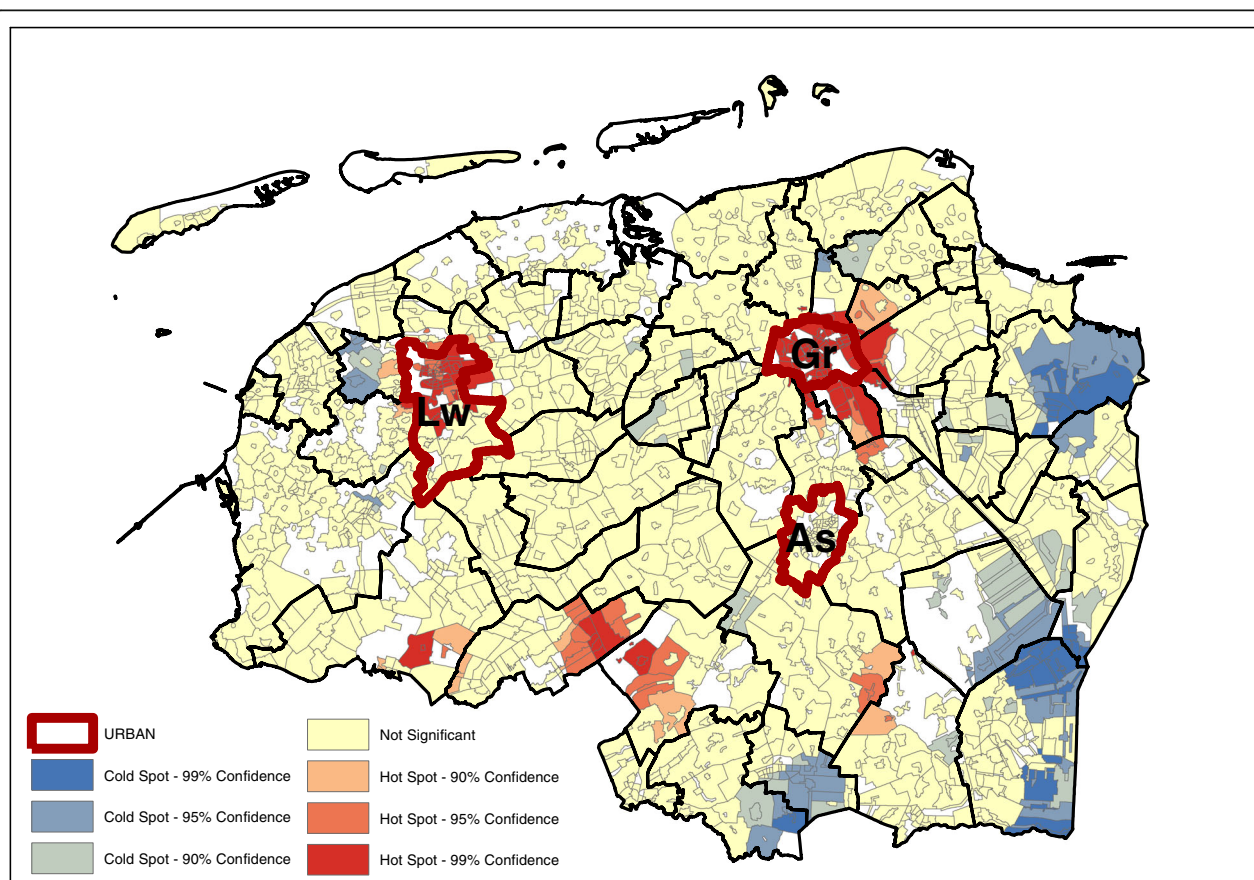 Gr
Lw
As
URBAN
Cold Spot - 99% Confidence
Cold Spot - 95% Confidence
Cold Spot - 90% Confidence
Not Significant
Hot Spot - 90% Confidence
Hot Spot - 95% Confidence
Hot Spot - 99% Confidence